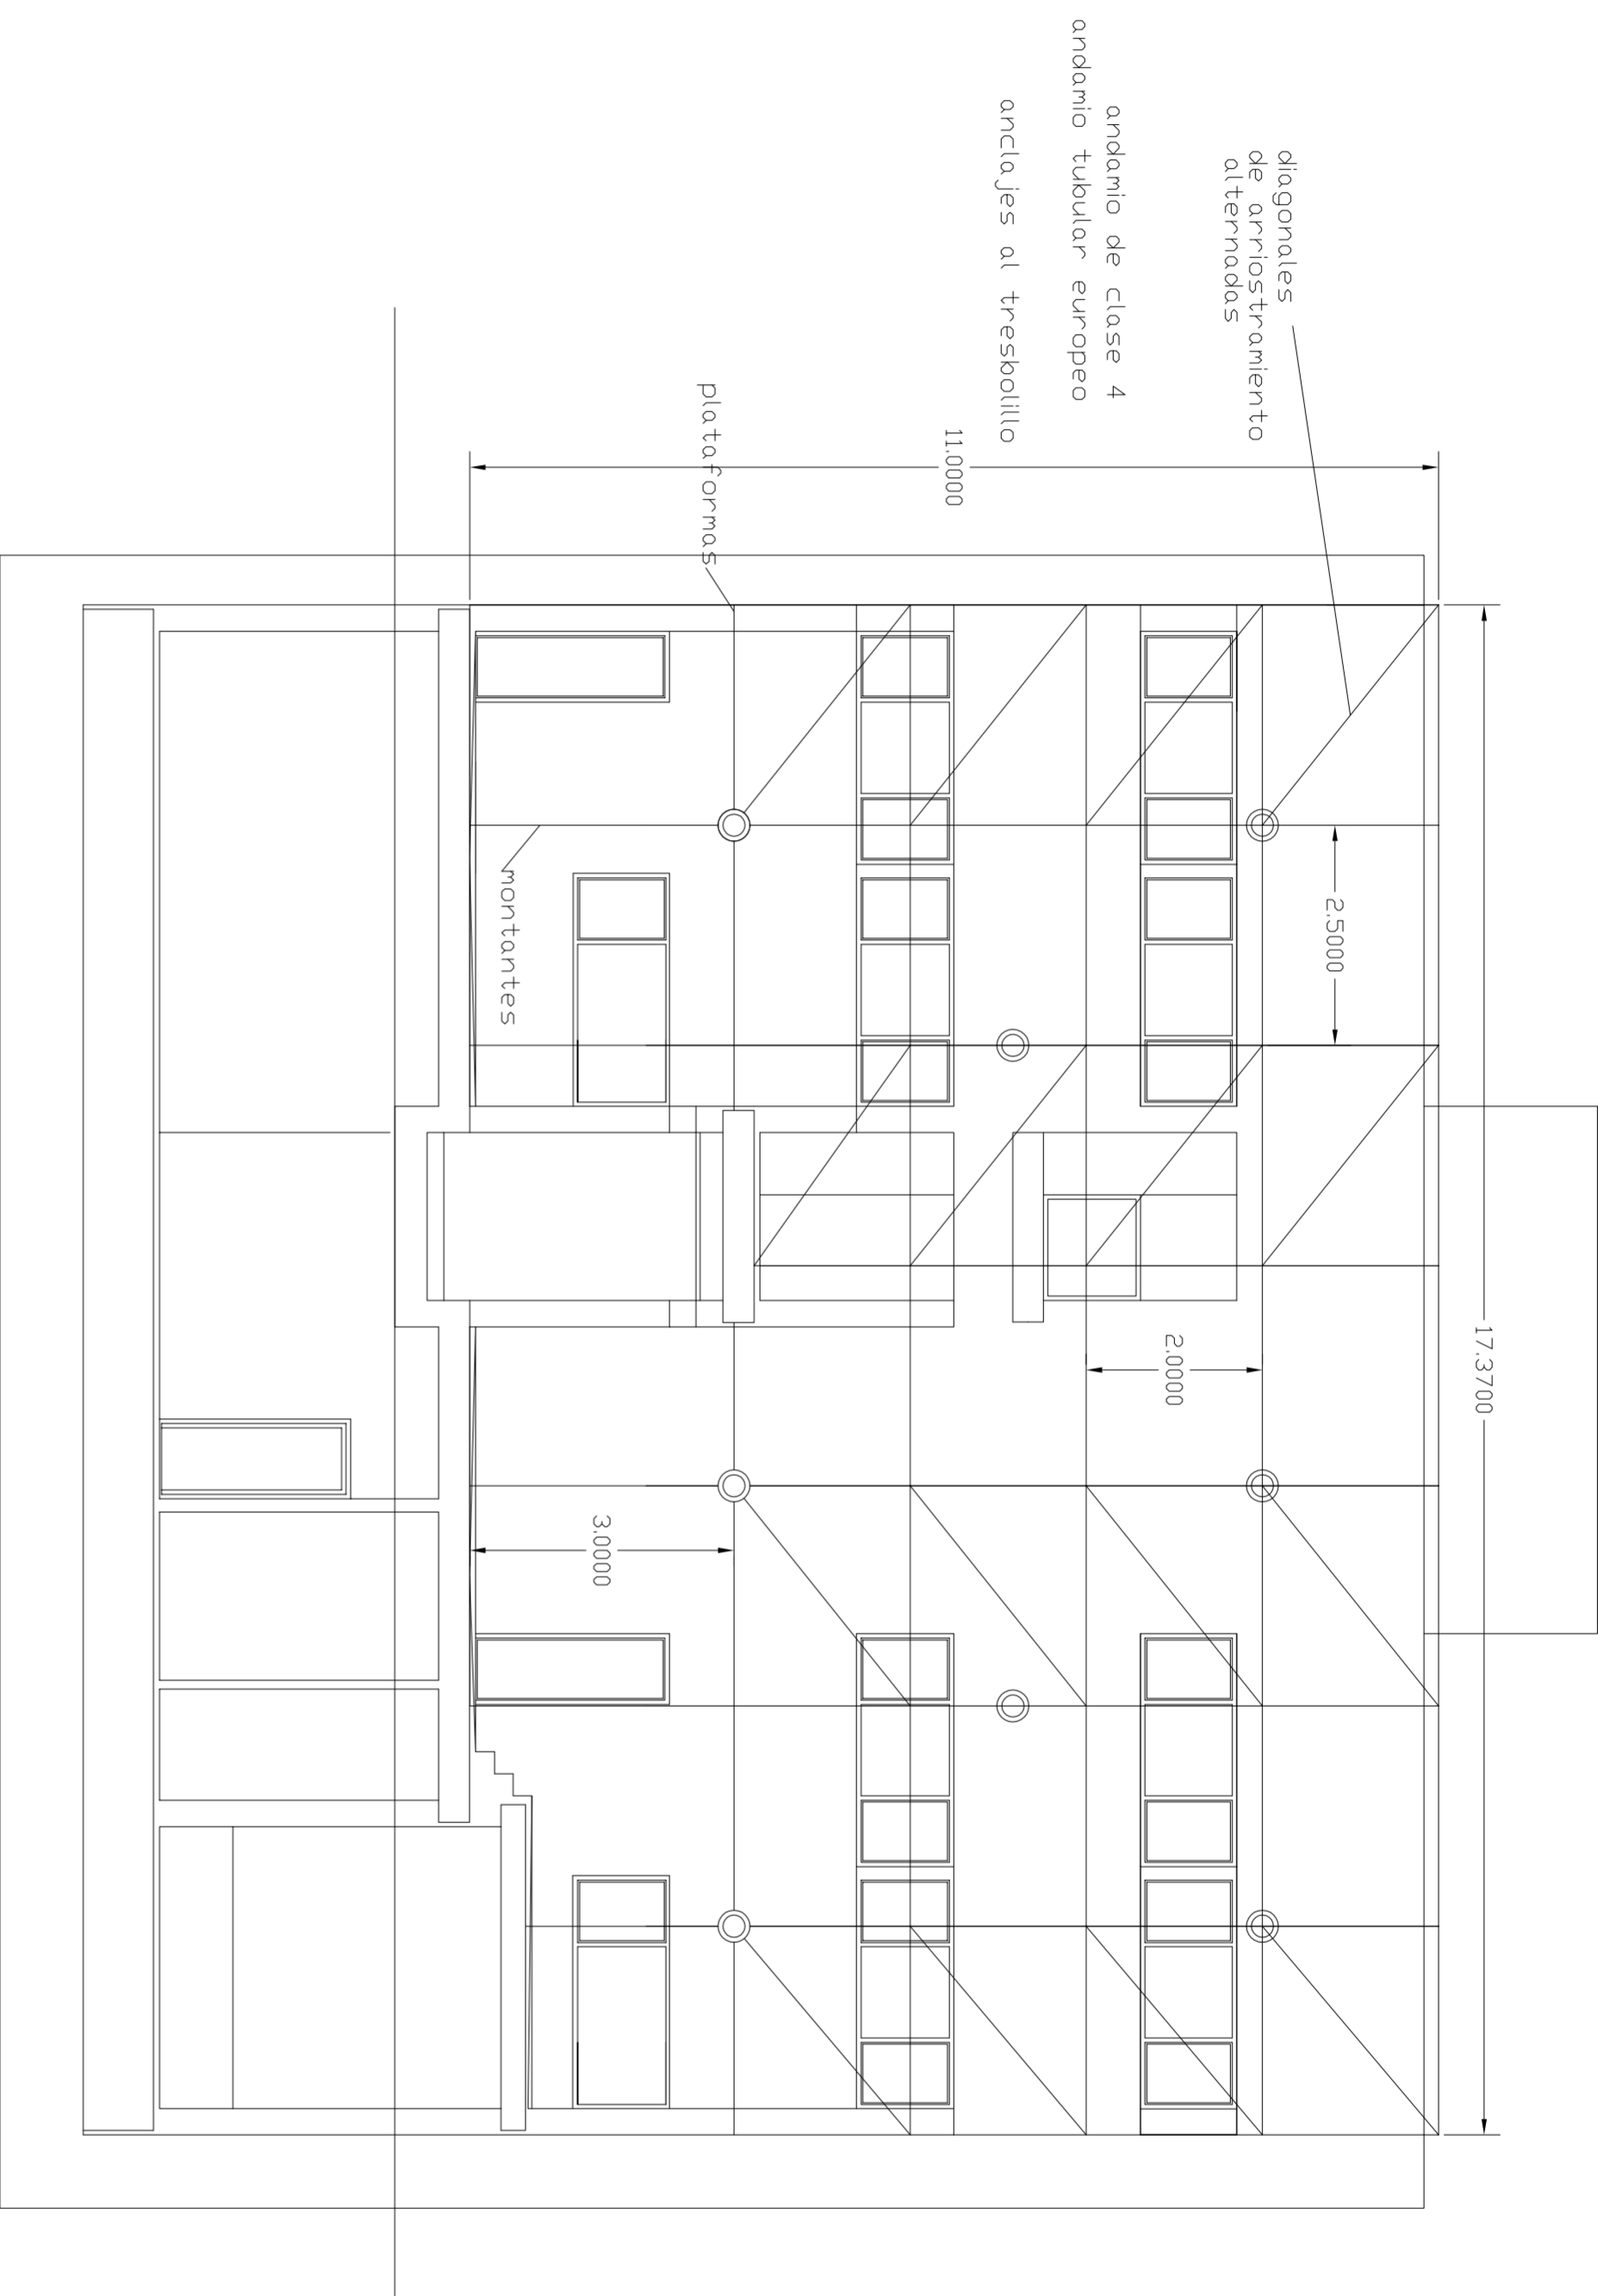 diagonales
de arriostramiento
alternadas
andamio de clase 4
andamio tubular europeo
anclajes al tresbolillo
plataformas
montantes
11.0000
2.5000
17.3700
2.0000
3.0000